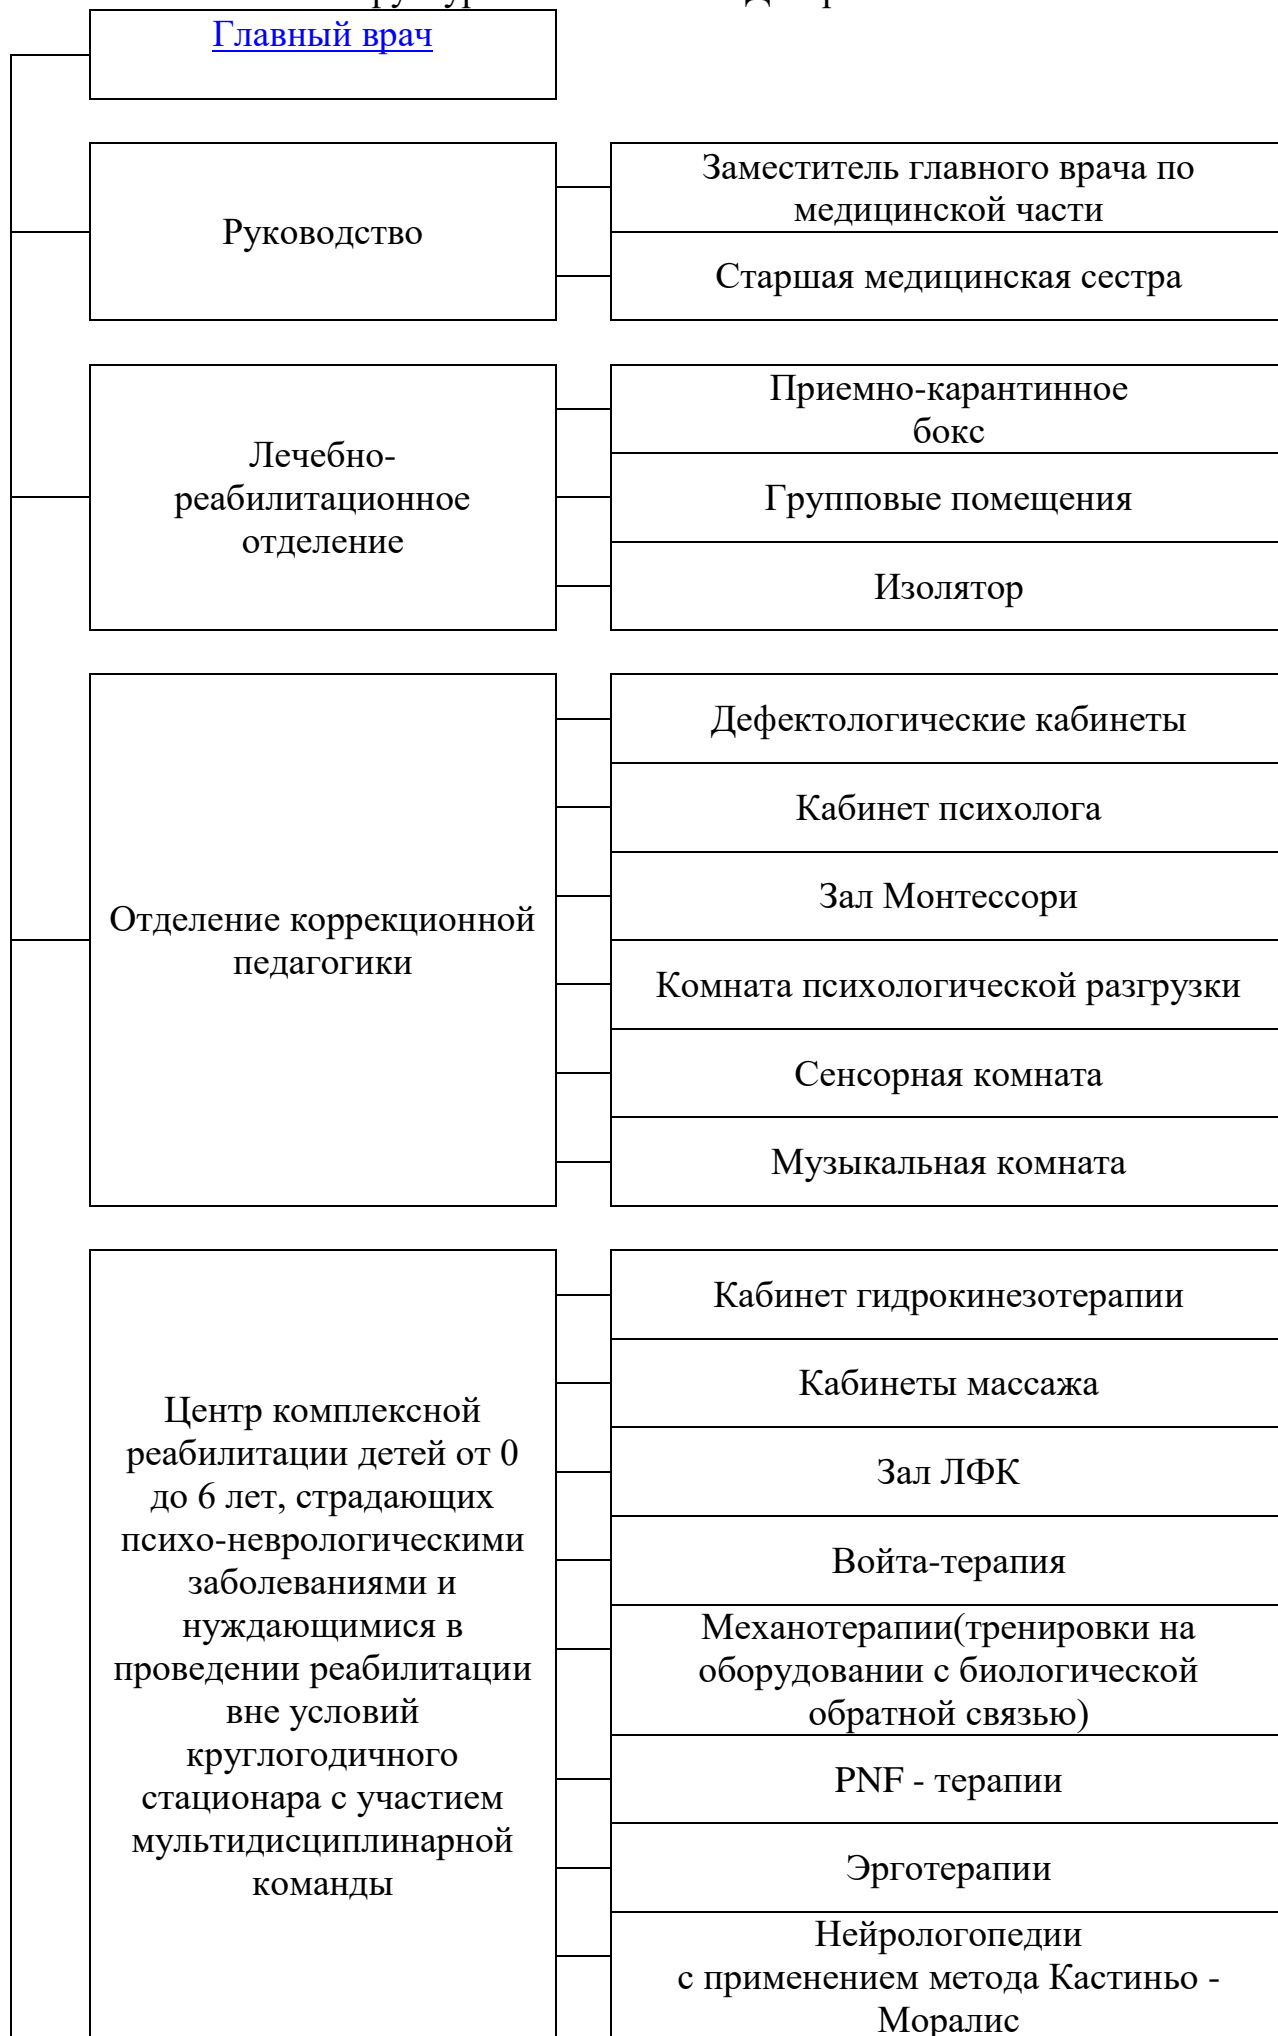 Главный врач
Руководство
Заместитель главного врача по
медицинской части
Старшая медицинская сестра
Лечебно-
реабилитационное
отделение
Приемно-карантинное
бокс
Групповые помещения
Изолятор
Отделение коррекционной
педагогики
Дефектологические кабинеты
Кабинет психолога
Зал Монтессори
Комната психологической разгрузки
Сенсорная комната
Музыкальная комната
Центр комплексной
реабилитации детей от 0
до 6 лет, страдающих
психо-неврологическими
заболеваниями и
нуждающимися в
проведении реабилитации
вне условий
круглогодичного
стационара с участием
мультидисциплинарной
команды
Кабинет гидрокинезотерапии
Кабинеты массажа
Зал ЛФК
Войта-терапия
Механотерапии(тренировки на
оборудовании с биологической
обратной связью)
PNF - терапии
Эрготерапии
Нейрологопедии
с применением метода Кастиньо -
Моралис